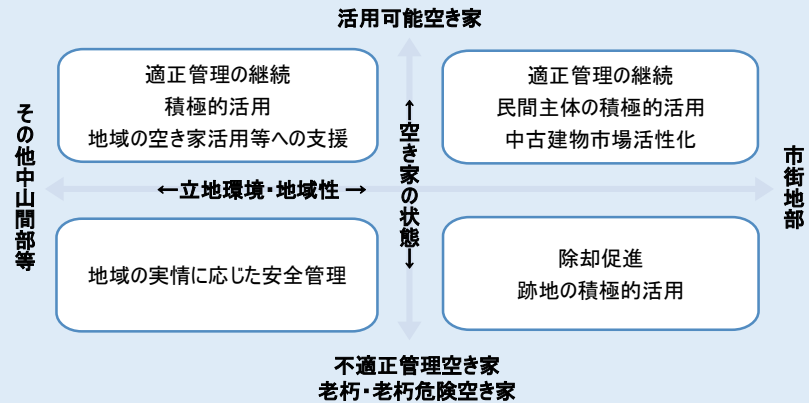 活用可能空き家
適正管理の継続
積極的活用
地域の空き家活用等への支援
適正管理の継続
民間主体の積極的活用
中古建物市場活性化
その他中山間部等
←立地環境・地域性 →
←空き家の状態→
市街地部
地域の実情に応じた安全管理
除却促進
跡地の積極的活用
不適正管理空き家
老朽・老朽危険空き家